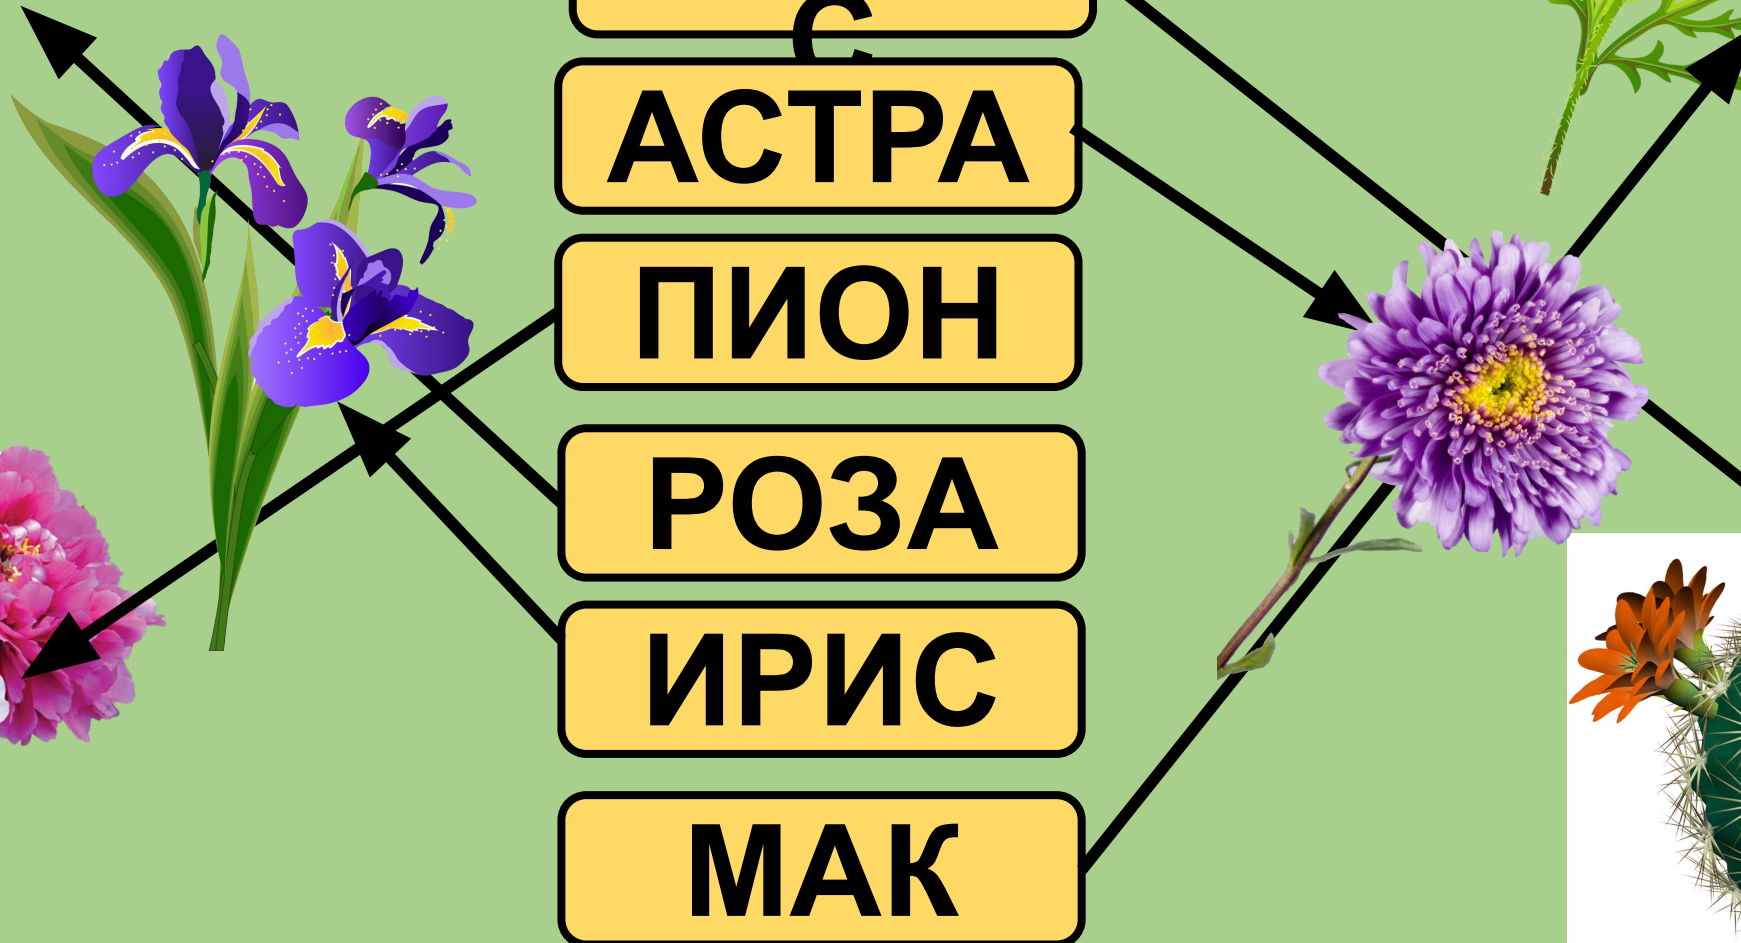 С
АСТРА
ПИОН
РОЗА
ИРИС
МАК